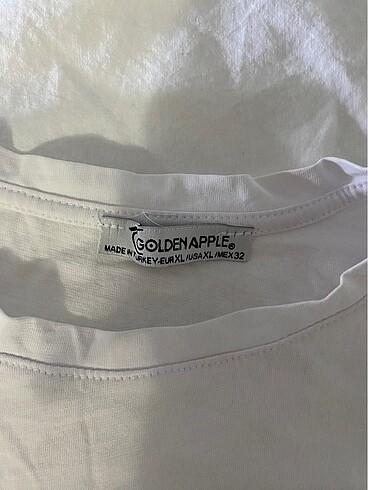 GOLDEN APPLE®
MADE IN TURKEY-EUR XL/USA XL/MEX 32